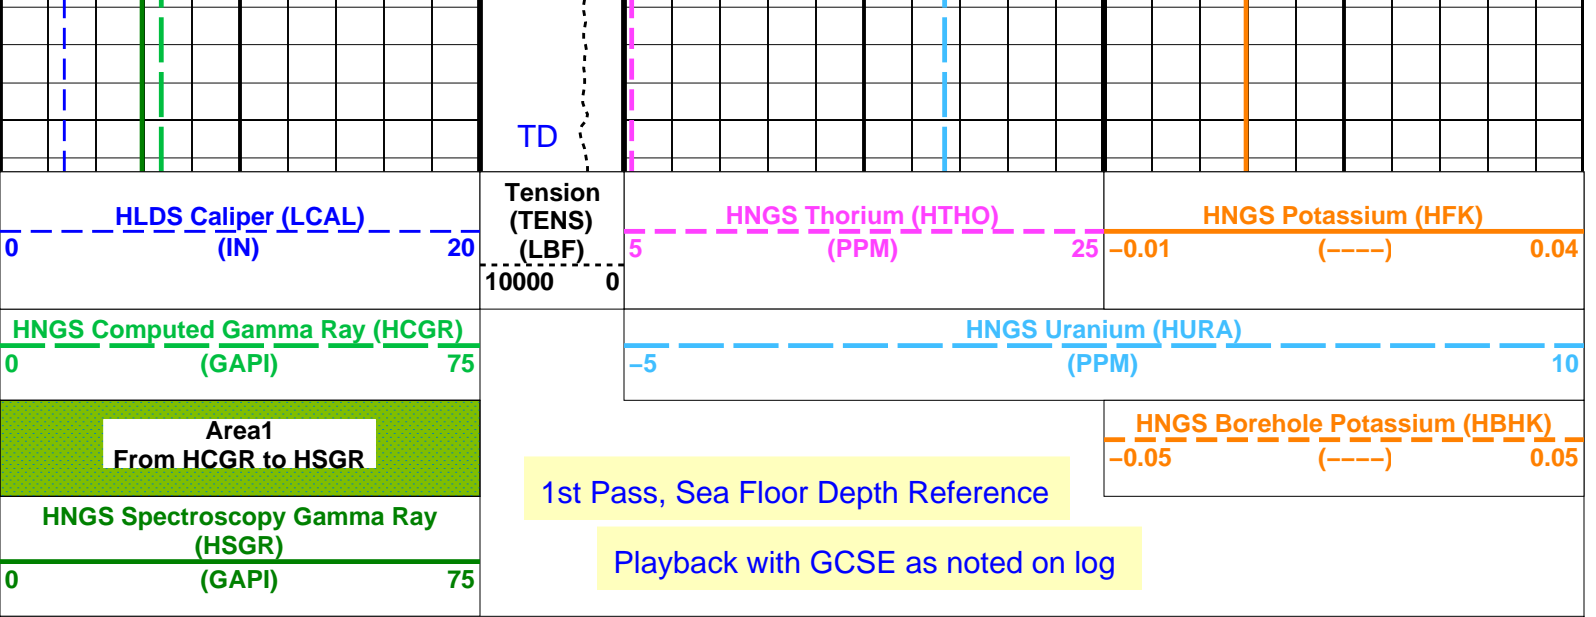 TD
HLDS Caliper (LCAL)
0 (IN) 20
Tension
(TENS)
(LBF)
10000 0
HNGS Thorium (HTHO)
5 (PPM) 25
HNGS Potassium (HFK)
−0.01 (−−−−) 0.04
HNGS Computed Gamma Ray (HCGR)
0 (GAPI) 75
HNGS Uranium (HURA)
−5 (PPM) 10
Area1
From HCGR to HSGR
HNGS Borehole Potassium (HBHK)
−0.05 (−−−−) 0.05
1st Pass, Sea Floor Depth Reference
HNGS Spectroscopy Gamma Ray
(HSGR)
0 (GAPI) 75
Playback with GCSE as noted on log